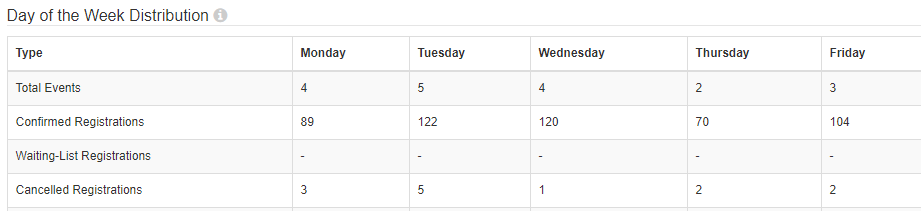 Day of the Week Distribution
Type Monday Tuesday Wednesday Thursday Friday
Total Events 4 5 4 2 3
Confirmed Registrations 89 122 120 70 104
Waiting-List Registrations - - - - -
Cancelled Registrations 3 5 1 2 2